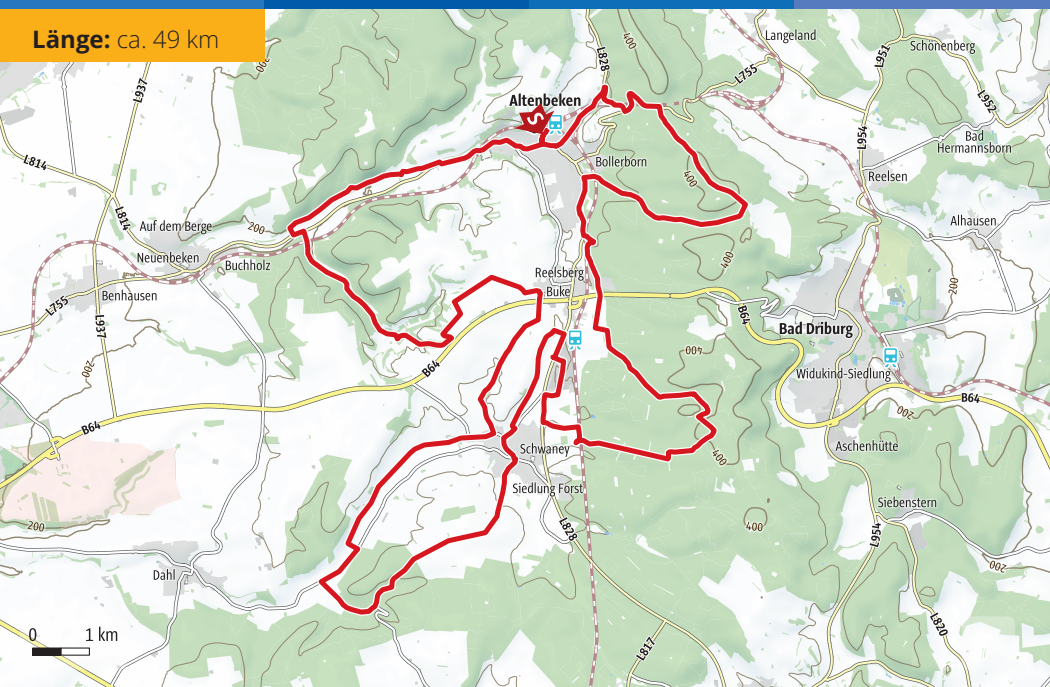 Länge: ca. 49 km
Langeland
L828
400
L951
Schönenberg
L755
200
L937
Altenbeken
L952
L954
Bad
Hermannsborn
L814
Bollerborn
400
Reelsen
L814
Auf dem Berge
200
Alhausen
Neuenbeken
Buchholz
400
Reelsberg
Buke
200
L755
Benhausen
L937
B64
Bad Driburg
400
200
B64
Widukind-Siedlung
B64
200
B64
Schwaney
400
Aschenhütte
Siedlung Forst
Siebenstern
200
L828
400
L954
200
Dahl
L820
L817
0 1 km